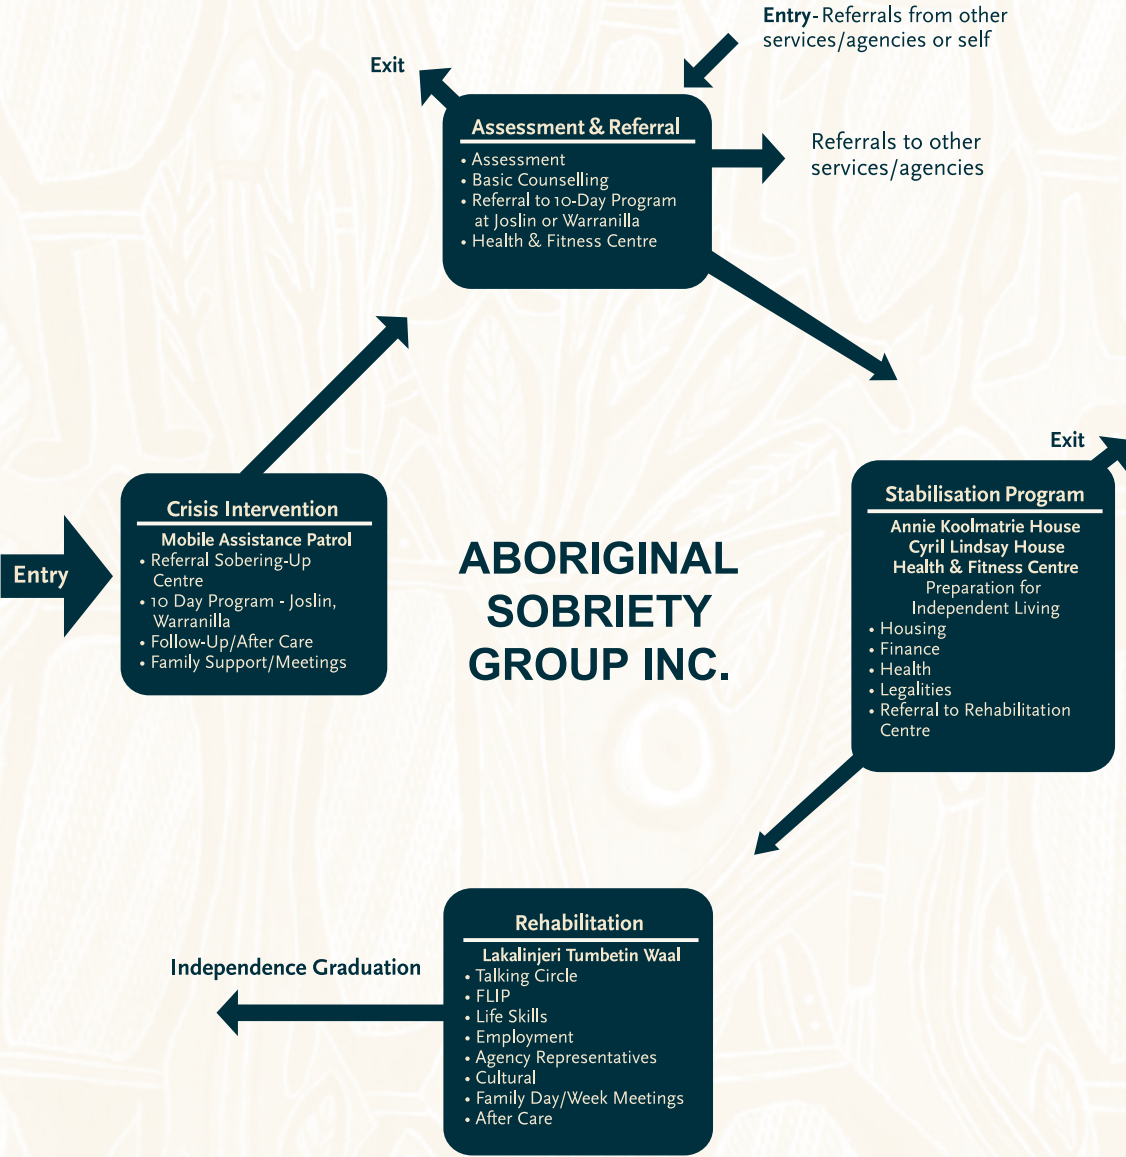 Entry-Referrals from other
services/agencies or self
Exit
Assessment & Referral
• Assessment
• Basic Counselling
• Referral to 10-Day Program
at Joslin or Warranilla
• Health & Fitness Centre
Referrals to other
services/agencies
Entry
Crisis Intervention
Mobile Assistance Patrol
• Referral Sobering-Up
Centre
• 10 Day Program - Joslin,
Warranilla
• Follow-Up/After Care
• Family Support/Meetings
ABORIGINAL
SOBRIETY
GROUP INC.
Exit
Stabilisation Program
Annie Koolmatrie House
Cyril Lindsay House
Health & Fitness Centre
Preparation for
Independent Living
• Housing
• Finance
• Health
• Legalities
• Referral to Rehabilitation
Centre
Independence Graduation
Rehabilitation
Lakalinjeri Tumbetin Waal
• Talking Circle
• FLIP
• Life Skills
• Employment
• Agency Representatives
• Cultural
• Family Day/Week Meetings
• After Care